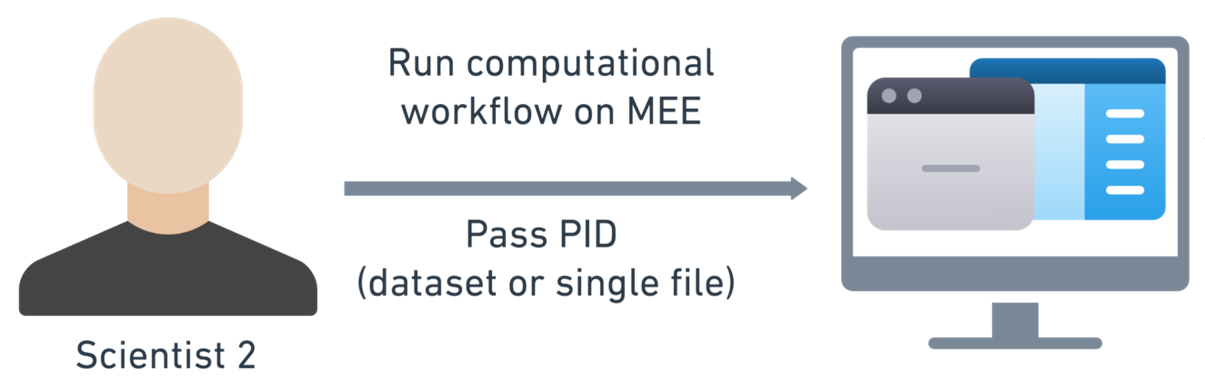 Run computational
workflow on MEE
Pass PID
(dataset or single file)
Scientist 2